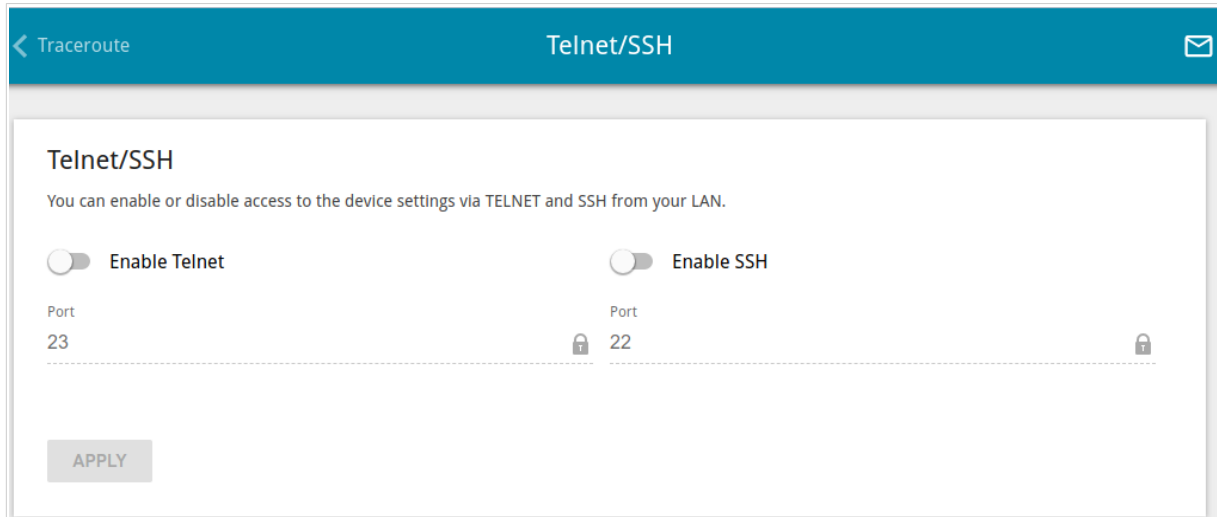 Traceroute
Telnet/SSH
Telnet/SSH
You can enable or disable access to the device settings via TELNET and SSH from your LAN.
Enable Telnet
Enable SSH
Port
Port
23
22
APPLY